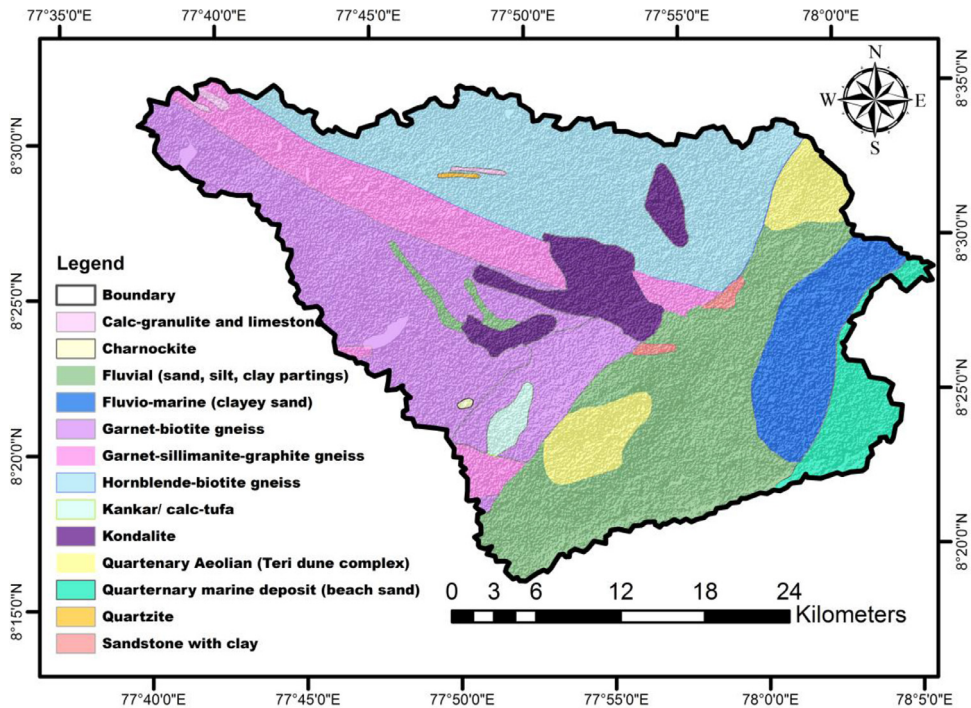 77°35'0"E 77°40'0"E 77°45'0"E 77°50'0"E 77°55'0"E 78°0'0"E
N
W E
S
8°35'0"N
8°30'0"N
8°25'0"N
8°20'0"N
8°30'0"N
8°25'0"N
8°20'0"N
8°15'0"N
Legend
Boundary
Calc-granulite and limestone
Charnockite
Fluvial (sand, silt, clay partings)
Fluvio-marine (clayey sand)
Garnet-biotite gneiss
Garnet-sillimanite-graphite gneiss
Hornblende-biotite gneiss
Kankar/ calc-tufa
Kondalite
Quartenary Aeolian (Teri dune complex)
Quarternary marine deposit (beach sand)
Quartzite
Sandstone with clay
0 3 6 12 18 24
Kilometers
77°40'0"E 77°45'0"E 77°50'0"E 77°55'0"E 78°0'0"E 78°50'0"E